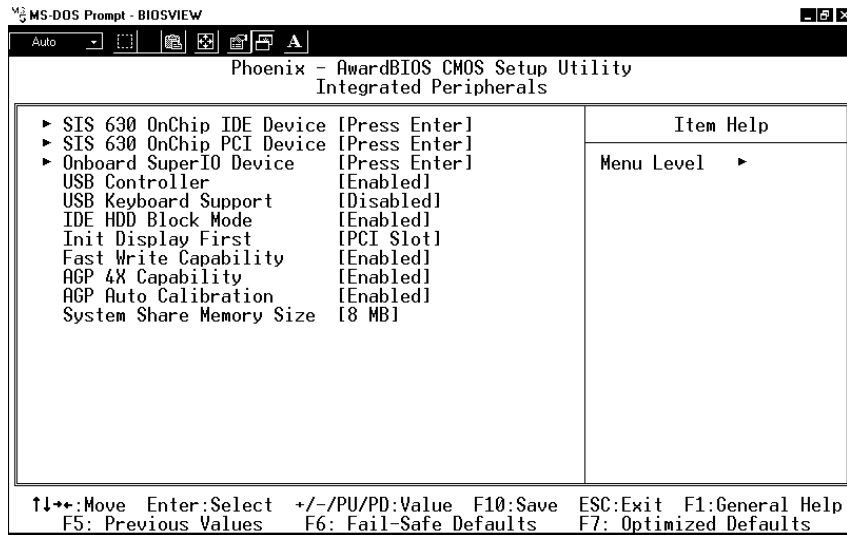 MS-DOS Prompt - BIOSVIEW
Auto
A
Phoenix - AwardBIOS CMOS Setup Utility
Integrated Peripherals
► SIS 630 OnChip IDE Device [Press Enter]
► SIS 630 OnChip PCI Device [Press Enter]
► Onboard SuperIO Device [Press Enter]
USB Controller [Enabled]
USB Keyboard Support [Disabled]
IDE HDD Block Mode [Enabled]
Init Display First [PCI Slot]
Fast Write Capability [Enabled]
AGP 4X Capability [Enabled]
AGP Auto Calibration [Enabled]
System Share Memory Size [8 MB]
Item Help
Menu Level ►
↑↓→←:Move Enter:Select +/-/PU/PD:Value F10:Save ESC:Exit F1:General Help
F5: Previous Values F6: Fail-Safe Defaults F7: Optimized Defaults